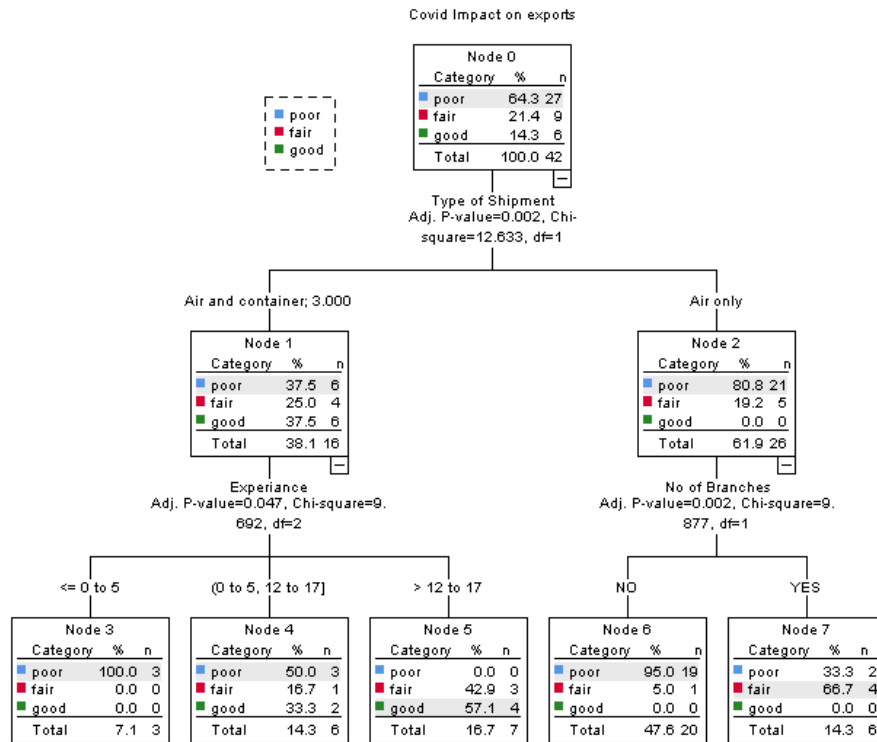 Covid Impact on exports
Node 0
Category % n
poor 64.3 27
fair 21.4 9
good 14.3 6
Total 100.0 42
poor
fair
good
Type of Shipment
Adj. P-value=0.002, Chi-
square=12.633, df=1
Air and container; 3.000
Air only
Node 1
Category % n
poor 37.5 6
fair 25.0 4
good 37.5 6
Total 38.1 16
Node 2
Category % n
poor 80.8 21
fair 19.2 5
good 0.0 0
Total 61.9 26
Experiance
Adj. P-value=0.047, Chi-square=9.
692, df=2
No of Branches
Adj. P-value=0.002, Chi-square=9.
877, df=1
<= 0 to 5
(0 to 5, 12 to 17]
> 12 to 17
NO
YES
Node 3
Category % n
poor 100.0 3
fair 0.0 0
good 0.0 0
Total 7.1 3
Node 4
Category % n
poor 50.0 3
fair 16.7 1
good 33.3 2
Total 14.3 6
Node 5
Category % n
poor 0.0 0
fair 42.9 3
good 57.1 4
Total 16.7 7
Node 6
Category % n
poor 95.0 19
fair 5.0 1
good 0.0 0
Total 47.6 20
Node 7
Category % n
poor 33.3 2
fair 66.7 4
good 0.0 0
Total 14.3 6